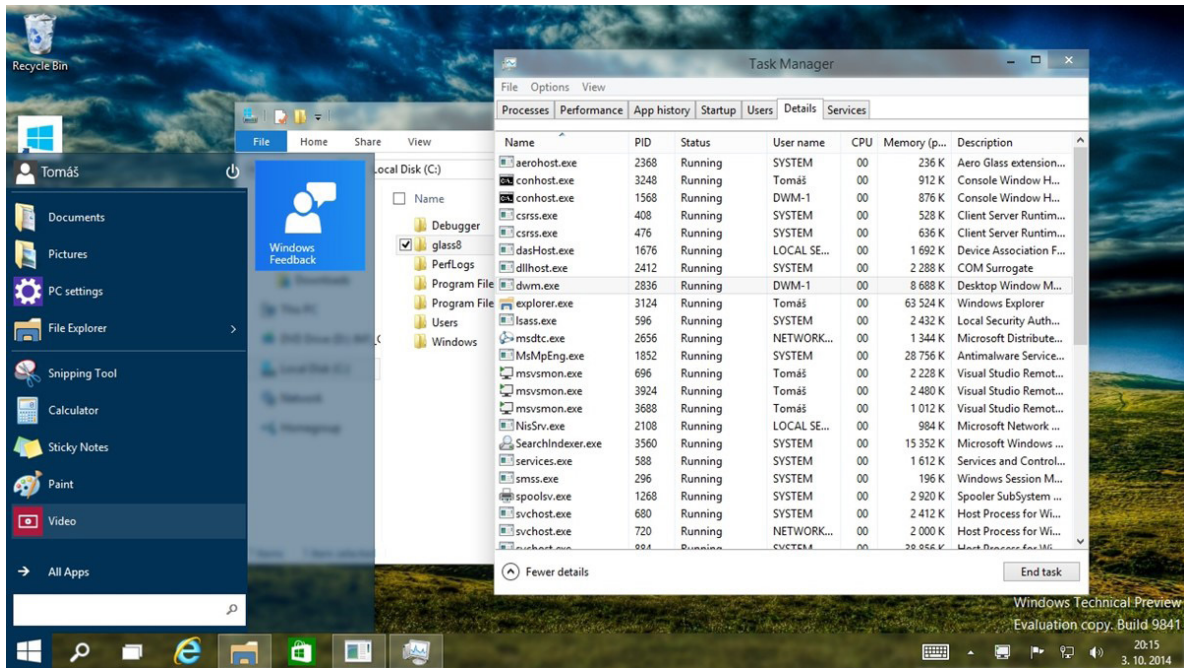 Recycle Bin
Tomáš
Documents
Pictures
PC settings
File Explorer
Snipping Tool
Calculator
Sticky Notes
Paint
Video
All Apps
Windows
Feedback
File Home Share View
Local Disk (C:)
Name
Debugger
glass8
PerfLogs
Program File
Program File
Users
Windows
Task Manager
File Options View
Processes Performance App history Startup Users Details Services
Name PID Status User name CPU Memory (p... Description
aerohost.exe 2368 Running SYSTEM 00 236 K Aero Glass extension...
conhost.exe 3248 Running Tomáš 00 912 K Console Window H...
conhost.exe 1568 Running DWM-1 00 876 K Console Window H...
csrss.exe 408 Running SYSTEM 00 528 K Client Server Runtim...
csrss.exe 476 Running SYSTEM 00 636 K Client Server Runtim...
dasHost.exe 1676 Running LOCAL SE... 00 1 692 K Device Association F...
dllhost.exe 2412 Running SYSTEM 00 2 288 K COM Surrogate
dwm.exe 2836 Running DWM-1 00 8 688 K Desktop Window M...
explorer.exe 3124 Running Tomáš 00 63 524 K Windows Explorer
lsass.exe 596 Running SYSTEM 00 2 432 K Local Security Auth...
msdtc.exe 2656 Running NETWORK... 00 1 344 K Microsoft Distribute...
MsMpEng.exe 1852 Running SYSTEM 00 28 756 K Antimalware Service...
msvsmon.exe 696 Running Tomáš 00 2 228 K Visual Studio Remot...
msvsmon.exe 3924 Running Tomáš 00 2 480 K Visual Studio Remot...
msvsmon.exe 3688 Running Tomáš 00 1 012 K Visual Studio Remot...
NisSrv.exe 2108 Running LOCAL SE... 00 984 K Microsoft Network ...
SearchIndexer.exe 3560 Running SYSTEM 00 15 352 K Microsoft Windows ...
services.exe 588 Running SYSTEM 00 1 612 K Services and Control...
smss.exe 296 Running SYSTEM 00 196 K Windows Session M...
spoolsv.exe 1268 Running SYSTEM 00 2 920 K Spooler SubSystem ...
svchost.exe 680 Running SYSTEM 00 2 412 K Host Process for Wi...
svchost.exe 720 Running NETWORK... 00 2 000 K Host Process for Wi...
svchost.exe 884 Running SYSTEM 00 28 856 K Host Process for Wi...
Fewer details
End task
Windows Technical Preview
Evaluation copy. Build 9841
20:15
3. 10. 2014